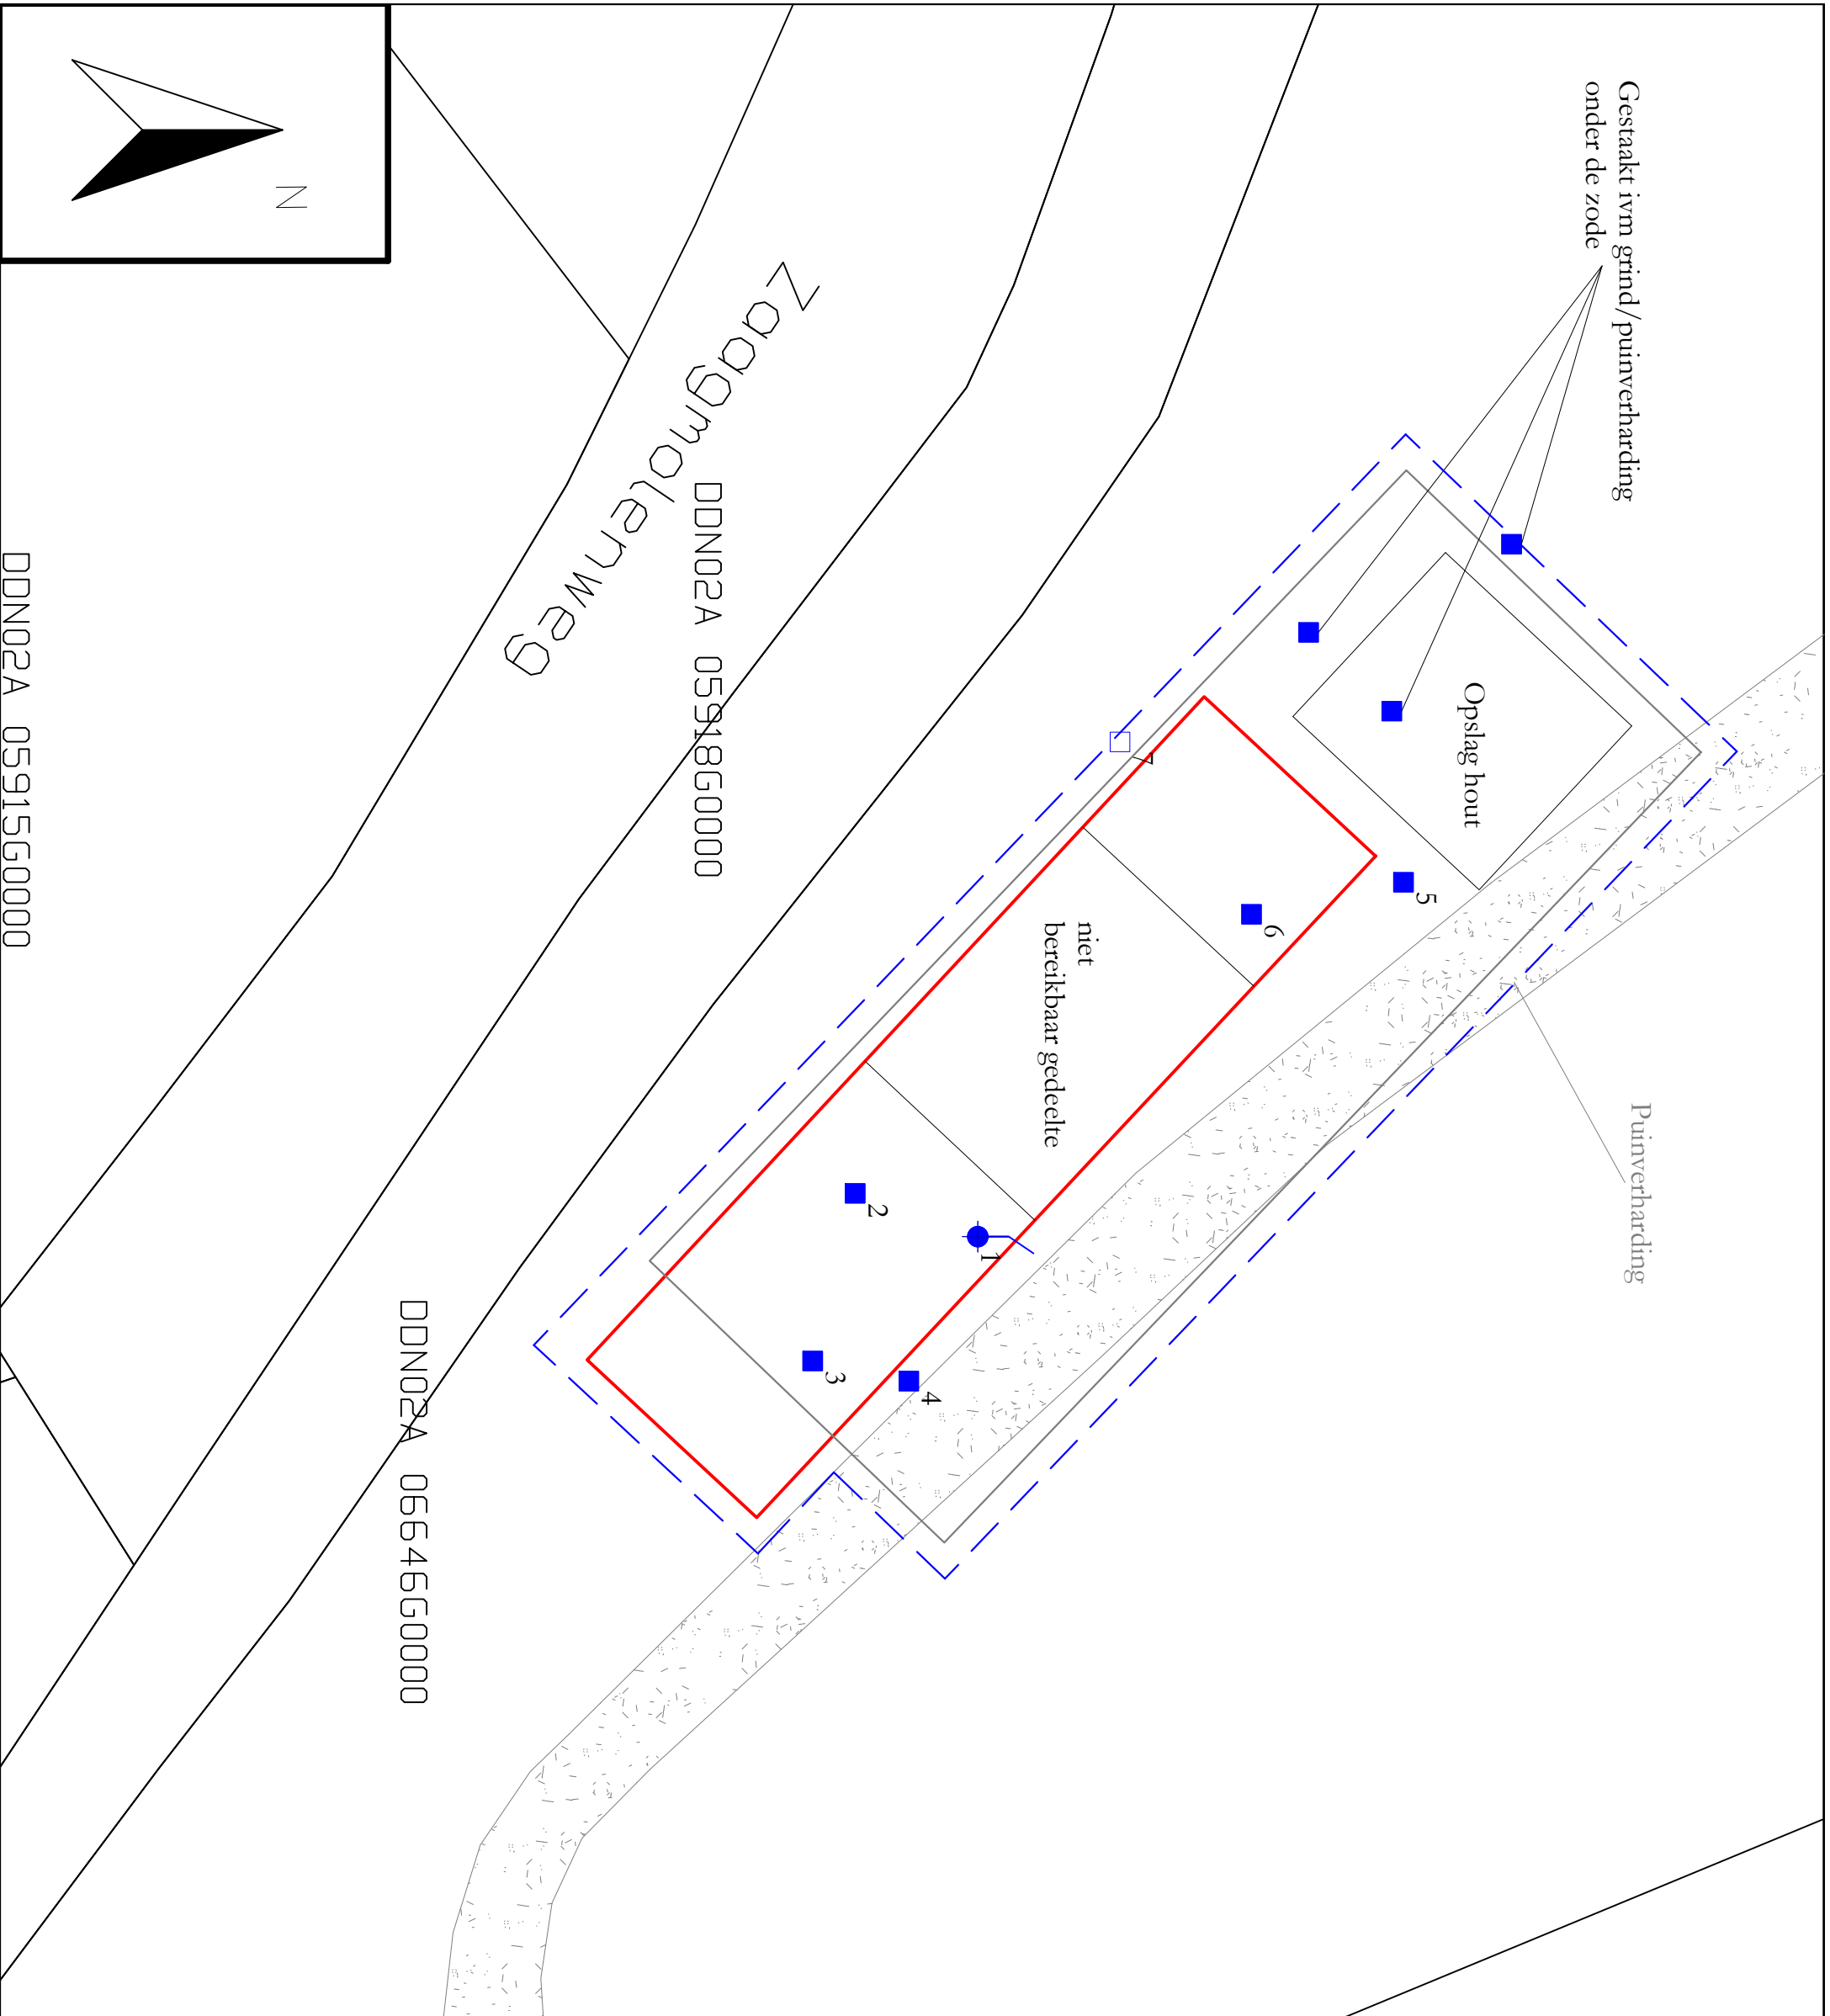 Gestaakt ivm grind/puinverharding
onder de zode
Opslag hout
Puinverharding
5
6
7
niet
bereikbaar gedeelte
2
1
3
4
Zaagmolenweg
DDN02A 05918G0000
DDN02A 06646G0000
DDN02A 05915G0000
N